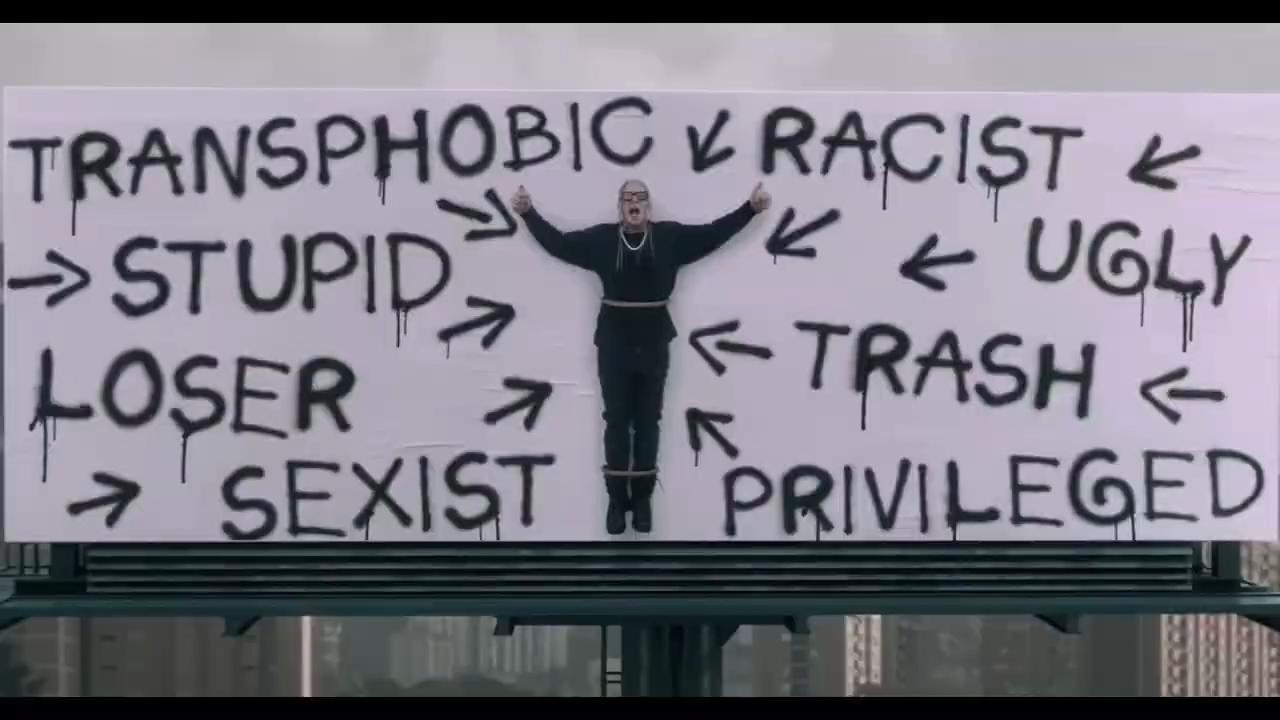 TRANSPHOBIC RACIST
STUPID UGLY
LOSER TRASH
SEXIST PRIVILEGED